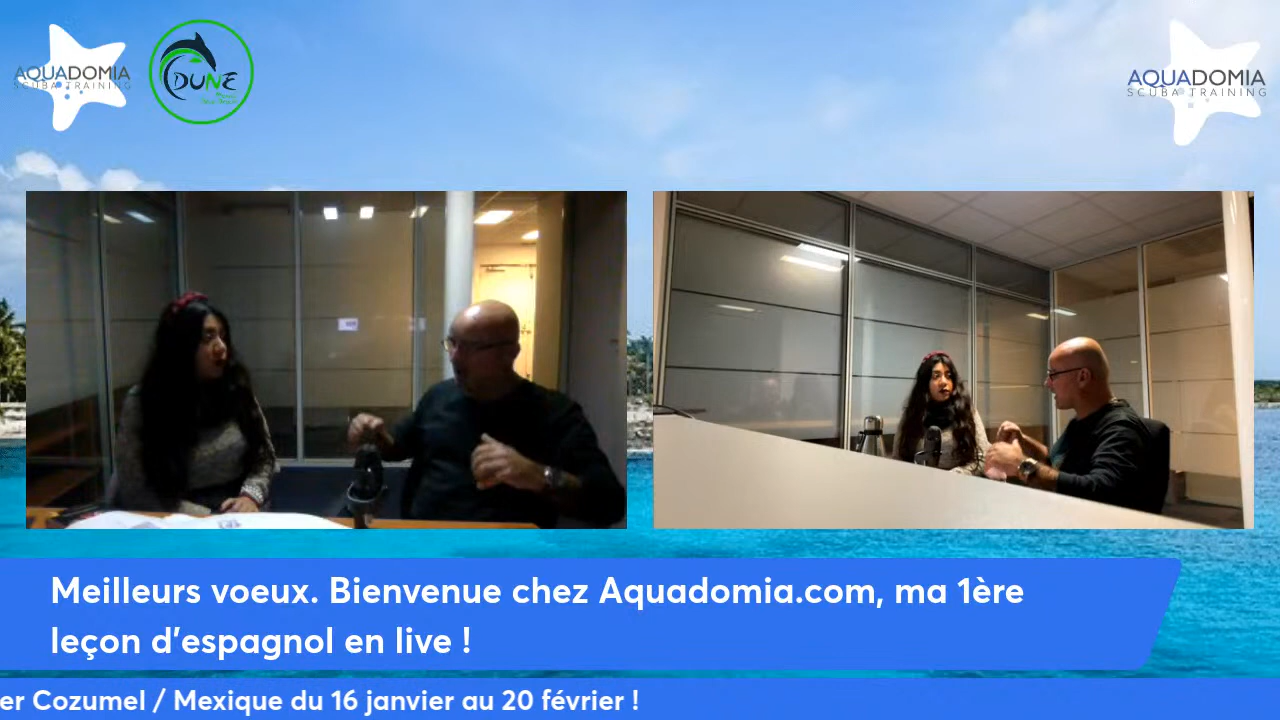 AQUADOMIA
SCUBA TRAINING
DUNE
AQUADOMIA
SCUBA TRAINING
Meilleurs voeux. Bienvenue chez Aquadomia.com, ma 1ère
leçon d'espagnol en live !
er Cozumel / Mexique du 16 janvier au 20 février !